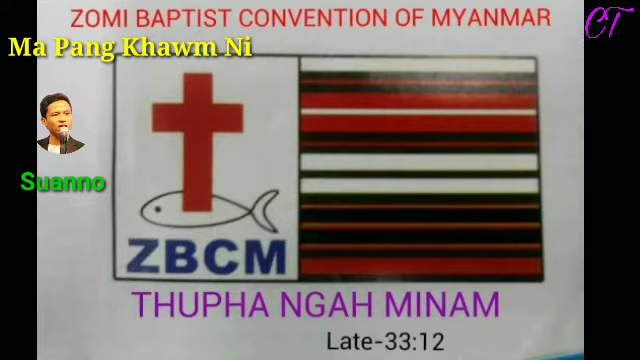 ZOMI BAPTIST CONVENTION OF MYANMAR
CT
Ma Pang Khawm Ni
Suanno
ZBCM
THUPHA NGAH MINAM
Late-33:12